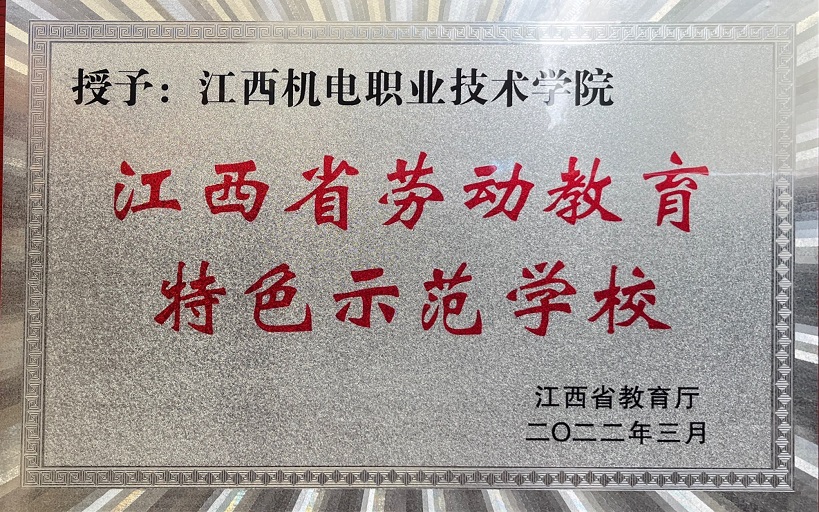 授予：江西机电职业技术学院
江西省劳动教育
特色示范学校
江西省教育厅
二〇二二年三月